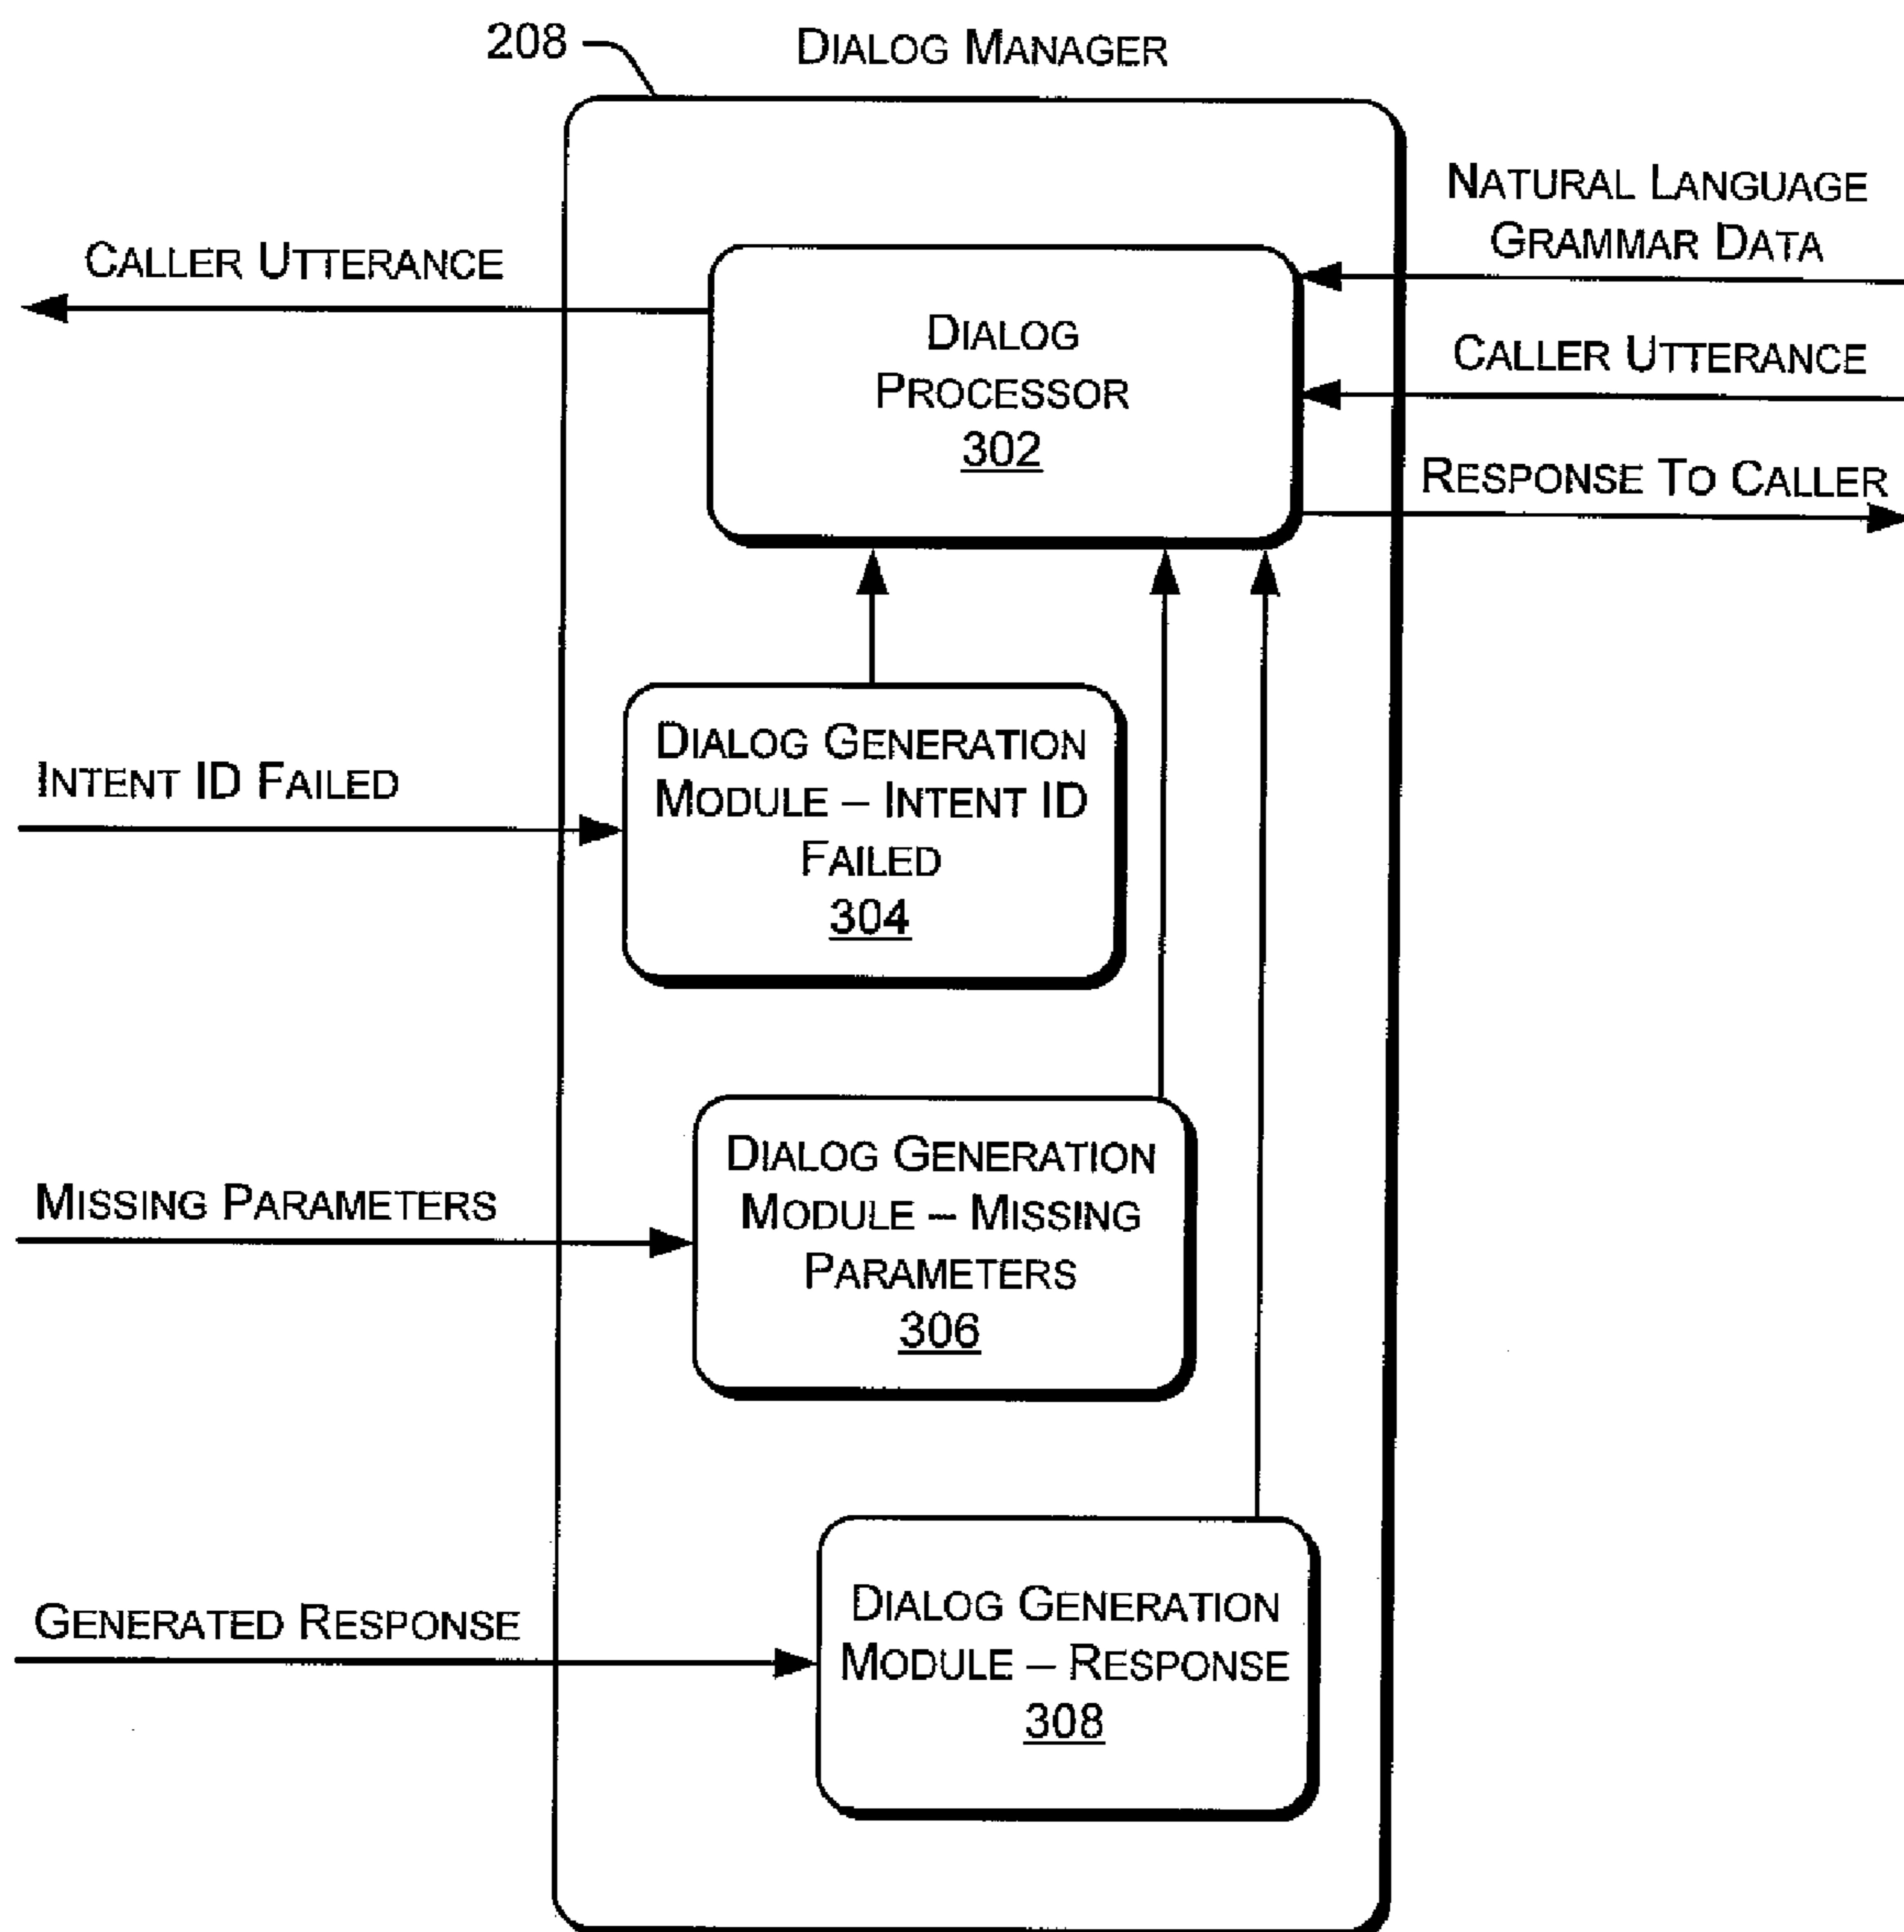 208
DIALOG MANAGER
NATURAL LANGUAGE
GRAMMAR DATA
CALLER UTTERANCE
CALLER UTTERANCE
RESPONSE TO CALLER
DIALOG
PROCESSOR
302
INTENT ID FAILED
DIALOG GENERATION
MODULE – INTENT ID
FAILED
304
MISSING PARAMETERS
DIALOG GENERATION
MODULE – MISSING
PARAMETERS
306
GENERATED RESPONSE
DIALOG GENERATION
MODULE – RESPONSE
308